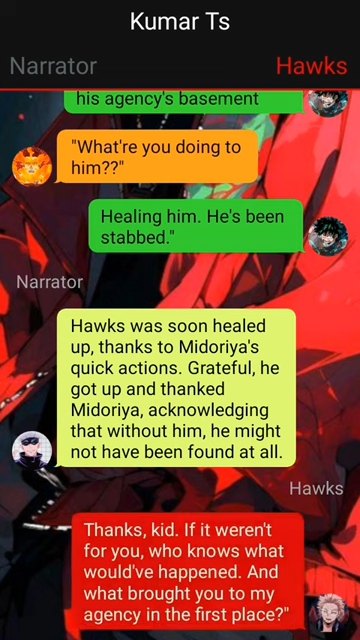 Kumar Ts
Narrator
Hawks
his agency's basement
"What're you doing to
him??"
Healing him. He's been
stabbed."
Narrator
Hawks was soon healed
up, thanks to Midoriya's
quick actions. Grateful, he
got up and thanked
Midoriya, acknowledging
that without him, he might
not have been found at all.
Hawks
Thanks, kid. If it weren't
for you, who knows what
would've happened. And
what brought you to my
agency in the first place?"